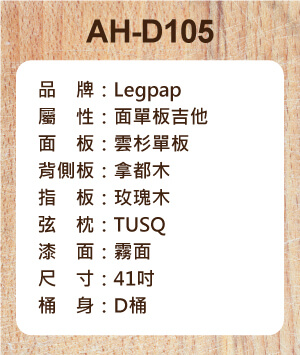 AH-D105
品　牌：Legpap
屬　性：面單板吉他
面　板：雲杉單板
背側板：拿都木
指　板：玫瑰木
弦　枕：TUSQ
漆　面：霧面
尺　寸：41吋
桶　身：D桶